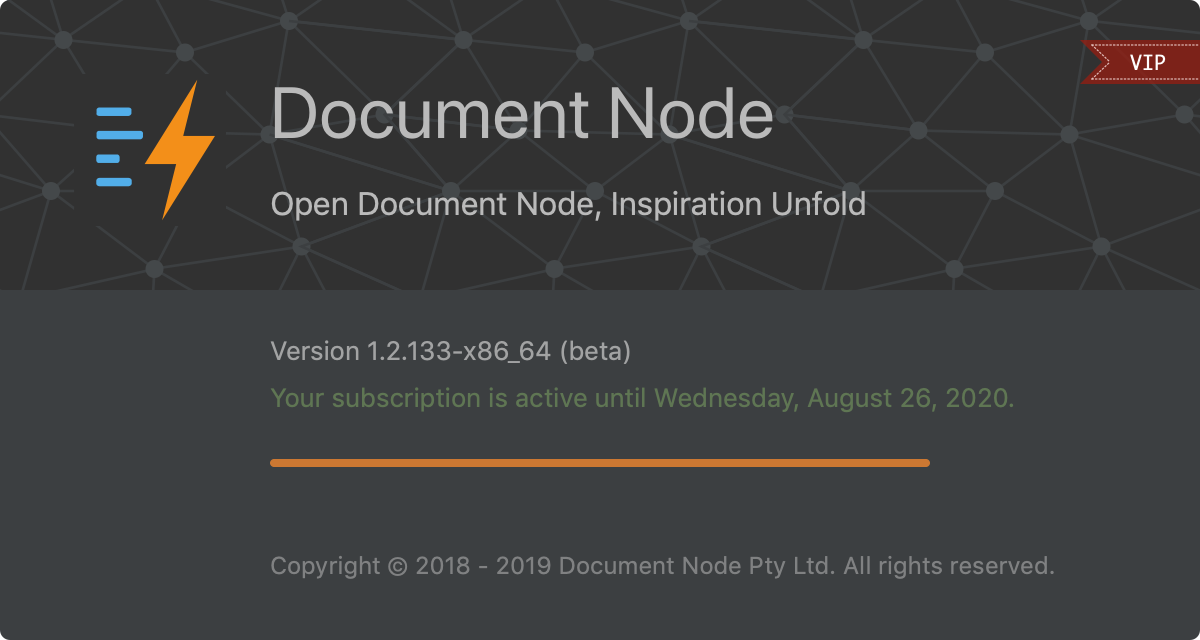 VIP
Document Node
Open Document Node, Inspiration Unfold
Version 1.2.133-x86_64 (beta)
Your subscription is active until Wednesday, August 26, 2020.
Copyright © 2018 - 2019 Document Node Pty Ltd. All rights reserved.